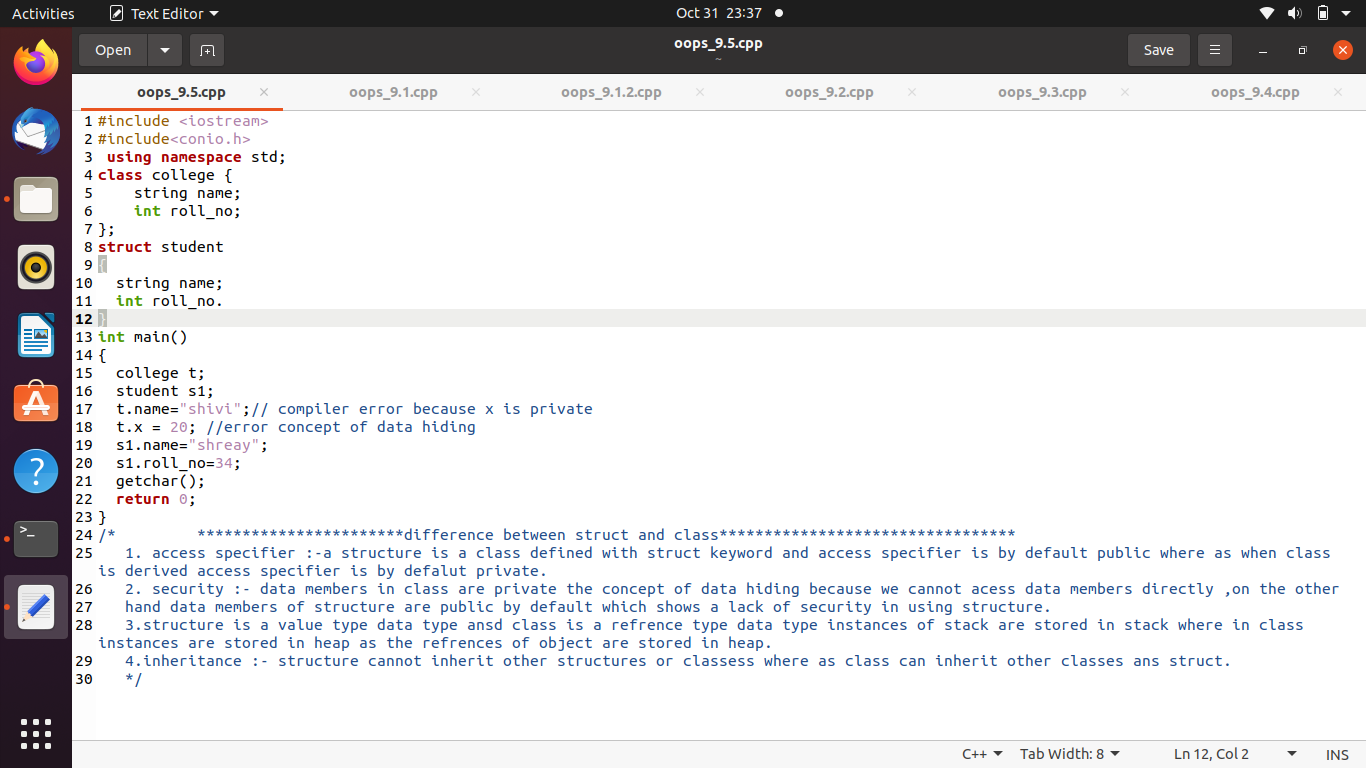 Activities
Text Editor
Oct 31 23:37
Open
oops_9.5.cpp
~
Save
oops_9.5.cpp
oops_9.1.cpp
oops_9.1.2.cpp
oops_9.2.cpp
oops_9.3.cpp
oops_9.4.cpp
1 #include <iostream>
2 #include<conio.h>
3  using namespace std;
4 class college {
5     string name;
6     int roll_no;
7 };
8 struct student
9 {
10   string name;
11   int roll_no.
12 }
13 int main()
14 {
15   college t;
16   student s1;
17   t.name="shivi";// compiler error because x is private
18   t.x = 20; //error concept of data hiding
19   s1.name="shreay";
20   s1.roll_no=34;
21   getchar();
22   return 0;
23 }
24 /*         ***********************difference between struct and class*********************************
25    1. access specifier :-a structure is a class defined with struct keyword and access specifier is by default public where as when class
is derived access specifier is by defalut private.
26    2. security :- data members in class are private the concept of data hiding because we cannot acess data members directly ,on the other
27    hand data members of structure are public by default which shows a lack of security in using structure.
28    3.structure is a value type data type ansd class is a refrence type data type instances of stack are stored in stack where in class
instances are stored in heap as the refrences of object are stored in heap.
29    4.inheritance :- structure cannot inherit other structures or classess where as class can inherit other classes ans struct.
30    */
C++
Tab Width: 8
Ln 12, Col 2
INS